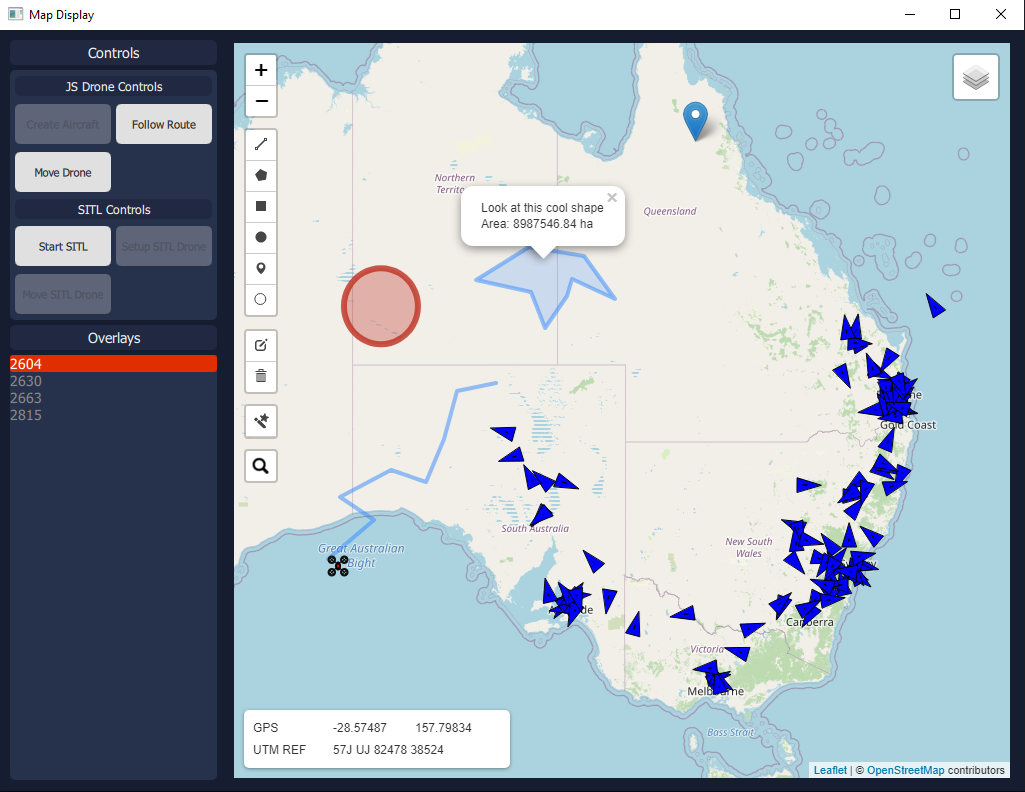 Map Display
Controls
JS Drone Controls
Create Aircraft
Follow Route
Move Drone
SITL Controls
Start SITL
Setup SITL Drone
Move SITL Drone
Overlays
2604
2630
2663
2815
+
−
Northern
Territo
Queensland
Look at this cool shape
Area: 8987546.84 ha
×
Gold Coast
South Australia
Great Australian
Bight
New South
Wales
Canberra
Victoria
Melbourne
Bass Strait
GPS -28.57487 157.79834
UTM REF 57J UJ 82478 38524
Leaflet | © OpenStreetMap contributors